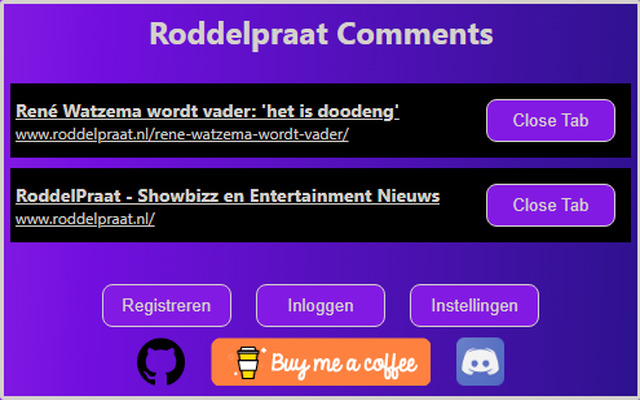 Roddelpraat Comments
René Watzema wordt vader: 'het is doodeng'
www.roddelpraat.nl/rene-watzema-wordt-vader/
Close Tab
RoddelPraat - Showbizz en Entertainment Nieuws
www.roddelpraat.nl/
Close Tab
Registreren
Inloggen
Instellingen
Buy me a coffee